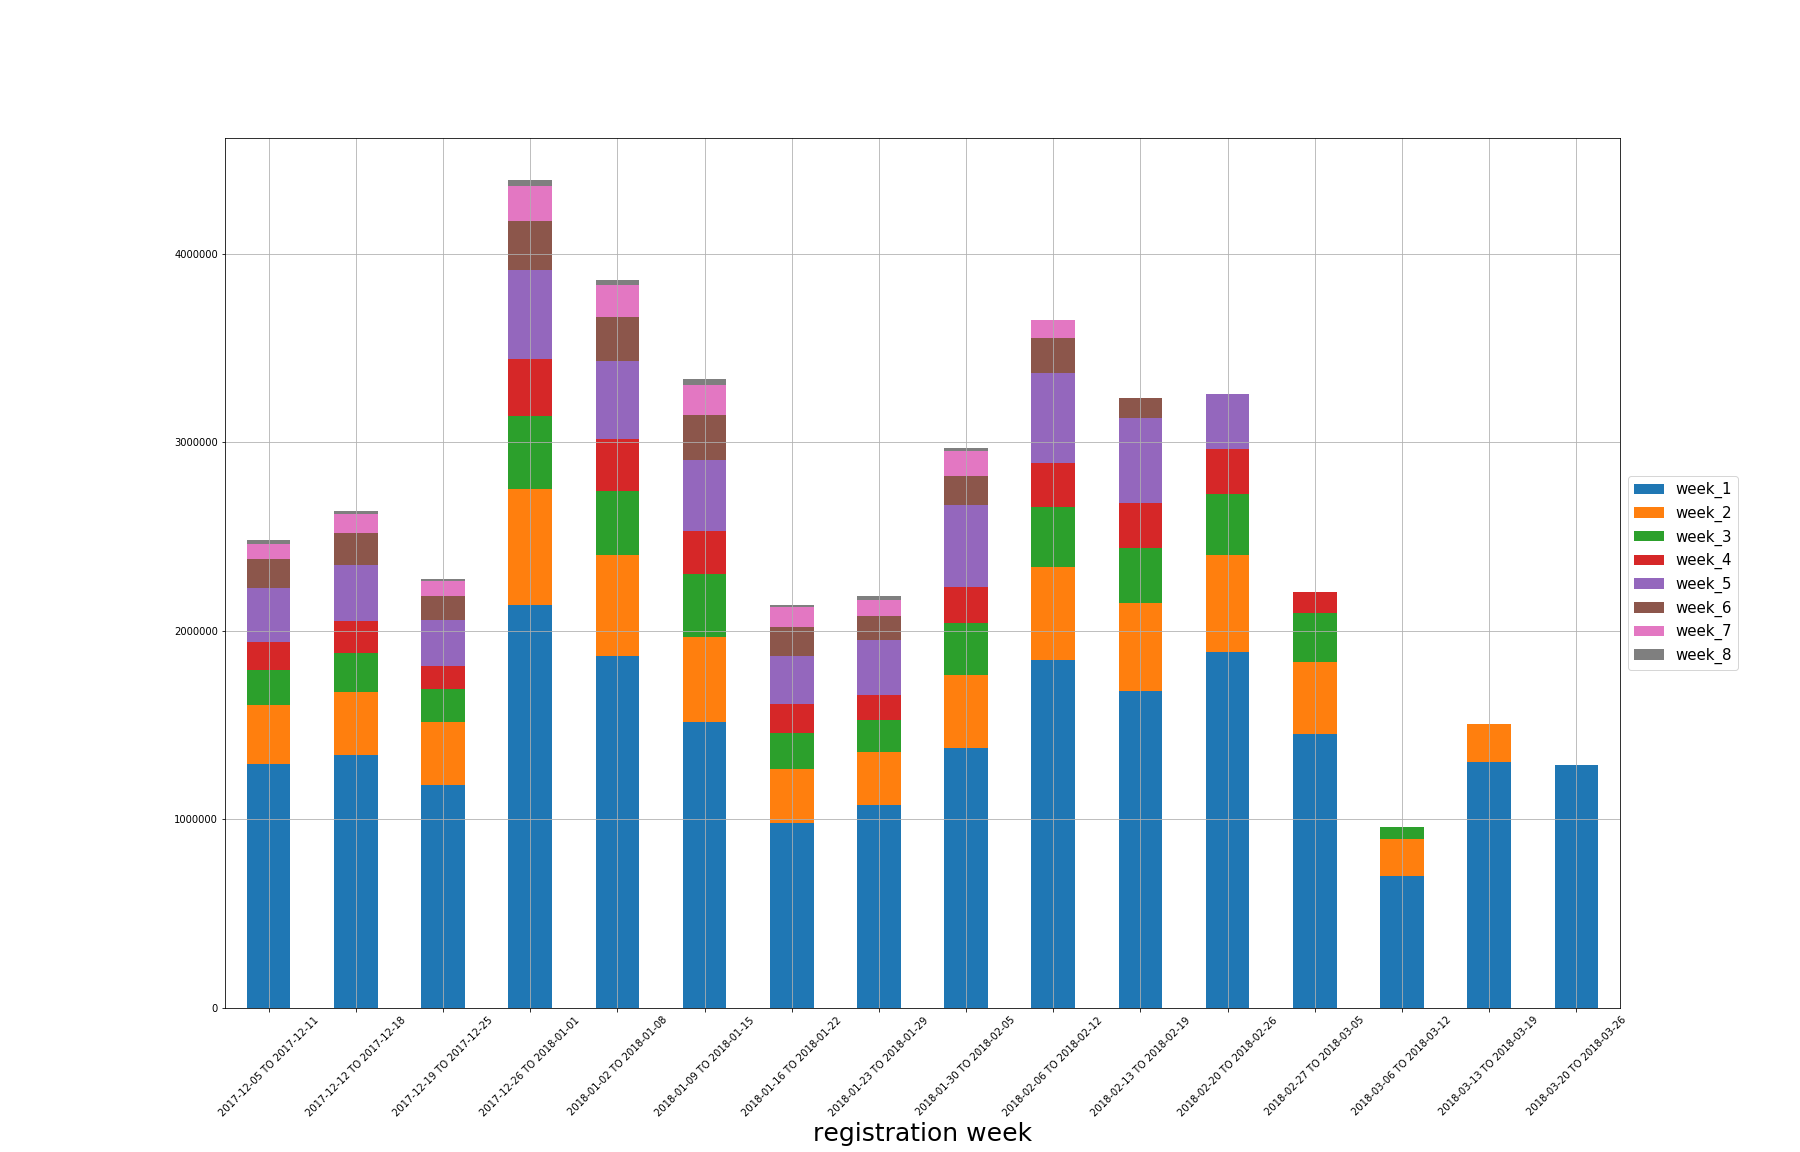 4000000
3000000
2000000
1000000
0
week_1
week_2
week_3
week_4
week_5
week_6
week_7
week_8
2017-12-05 TO 2017-12-11
2017-12-12 TO 2017-12-18
2017-12-19 TO 2017-12-25
2017-12-26 TO 2018-01-01
2018-01-02 TO 2018-01-08
2018-01-09 TO 2018-01-15
2018-01-16 TO 2018-01-22
2018-01-23 TO 2018-01-29
2018-01-30 TO 2018-02-05
2018-02-06 TO 2018-02-12
2018-02-13 TO 2018-02-19
2018-02-20 TO 2018-02-26
2018-02-27 TO 2018-03-05
2018-03-06 TO 2018-03-12
2018-03-13 TO 2018-03-19
2018-03-20 TO 2018-03-26
registration week